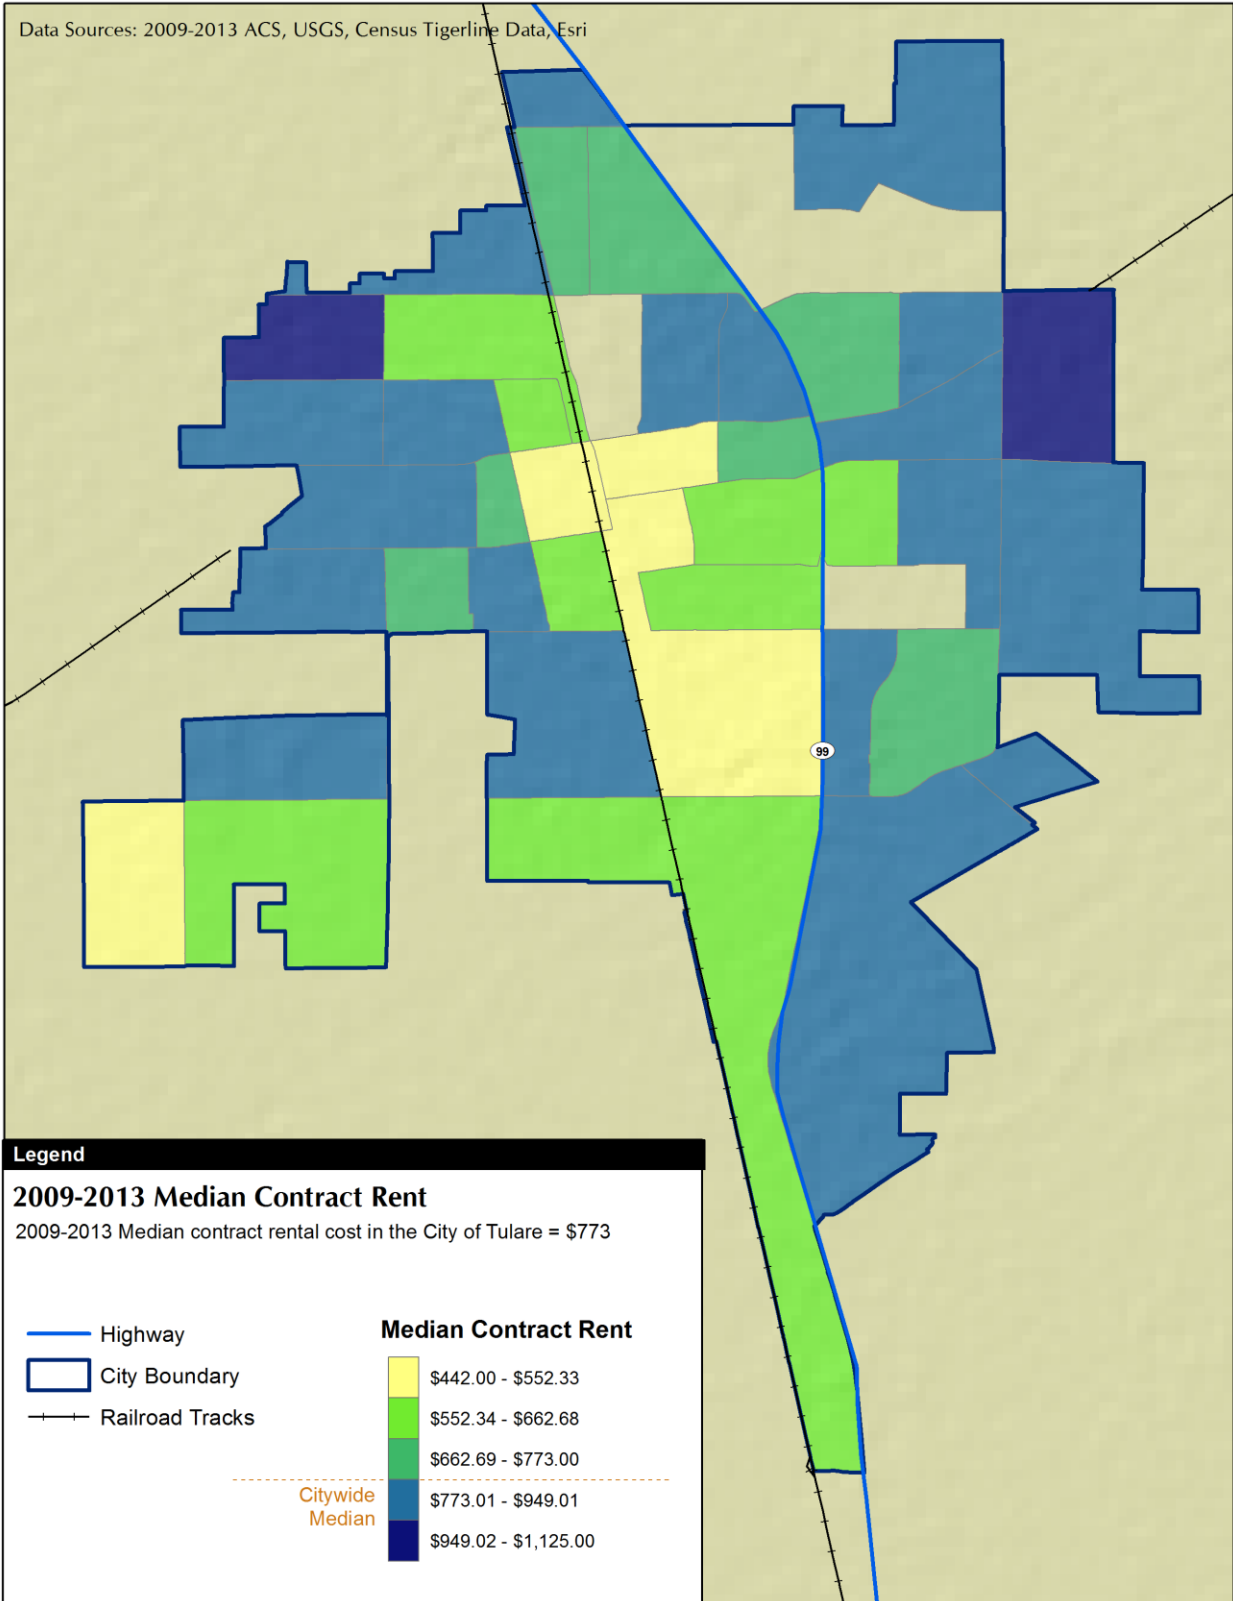 Data Sources: 2009-2013 ACS, USGS, Census Tigerline Data, Esri
99
Legend
2009-2013 Median Contract Rent
2009-2013 Median contract rental cost in the City of Tulare = $773
Highway
City Boundary
Railroad Tracks
Median Contract Rent
$442.00 - $552.33
$552.34 - $662.68
$662.69 - $773.00
Citywide
Median
$773.01 - $949.01
$949.02 - $1,125.00